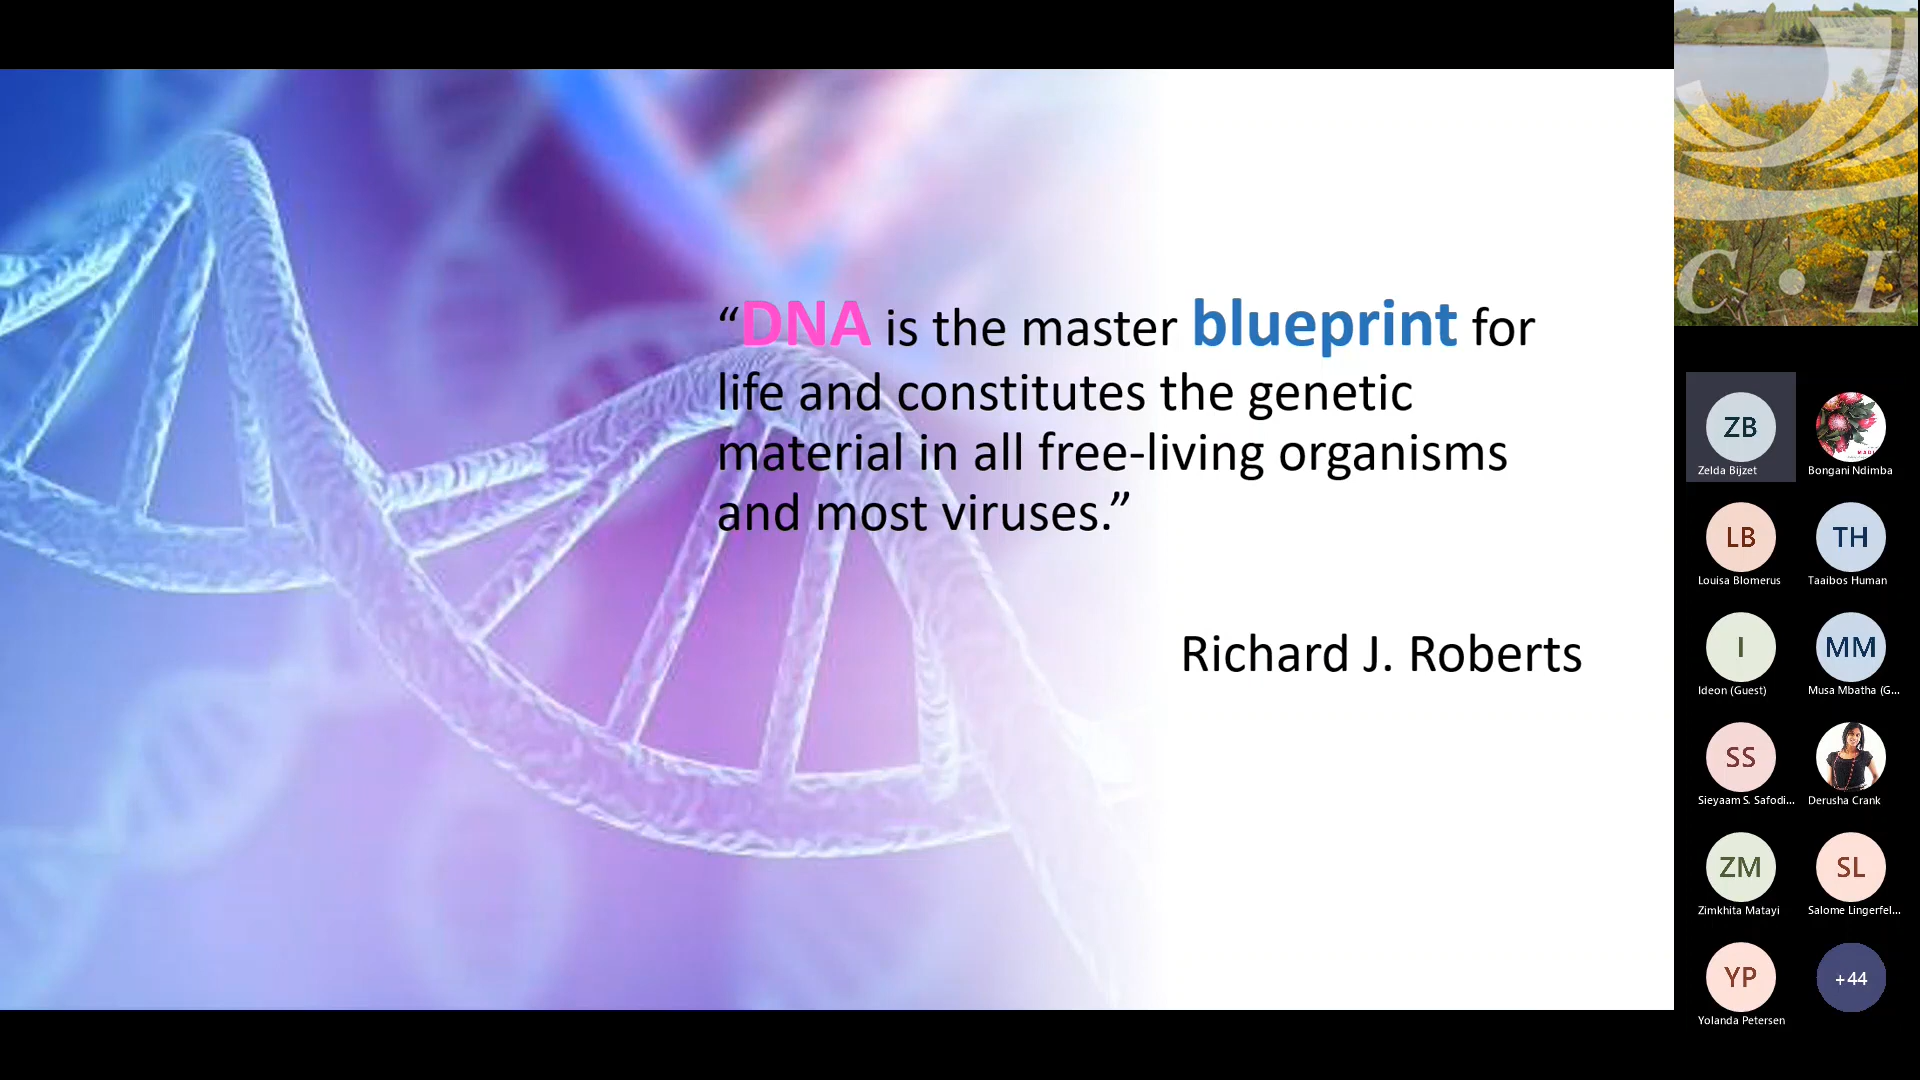 “DNA is the master blueprint for
life and constitutes the genetic
material in all free-living organisms
and most viruses.”
Richard J. Roberts
C L
ZB
Zelda Bijzet
Bongani Ndimba
LB
Louisa Blomerus
TH
Taaibos Human
I
Ideon (Guest)
MM
Musa Mbatha (G...
SS
Sieyaam S. Safodi...
Derusha Crank
ZM
Zimkhita Matayi
SL
Salome Lingerfel...
YP
Yolanda Petersen
+44